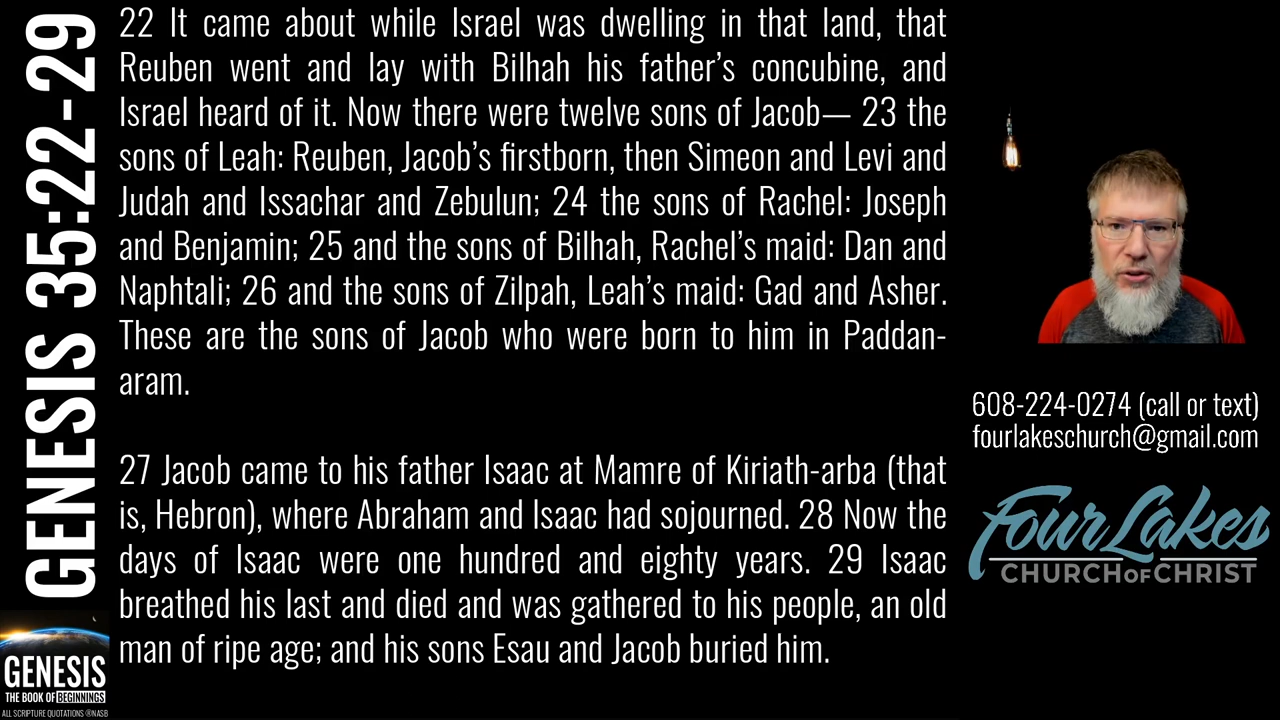 GENESIS 35:22-29
22 It came about while Israel was dwelling in that land, that
Reuben went and lay with Bilhah his father’s concubine, and
Israel heard of it. Now there were twelve sons of Jacob— 23 the
sons of Leah: Reuben, Jacob’s firstborn, then Simeon and Levi and
Judah and Issachar and Zebulun; 24 the sons of Rachel: Joseph
and Benjamin; 25 and the sons of Bilhah, Rachel’s maid: Dan and
Naphtali; 26 and the sons of Zilpah, Leah’s maid: Gad and Asher.
These are the sons of Jacob who were born to him in Paddan-
aram.
27 Jacob came to his father Isaac at Mamre of Kiriath-arba (that
is, Hebron), where Abraham and Isaac had sojourned. 28 Now the
days of Isaac were one hundred and eighty years. 29 Isaac
breathed his last and died and was gathered to his people, an old
man of ripe age; and his sons Esau and Jacob buried him.
GENESIS
THE BOOK OF BEGINNINGS
ALL SCRIPTURE QUOTATIONS ®NASB
608-224-0274 (call or text)
fourlakeschurch@gmail.com
Four Lakes
CHURCH OF CHRIST